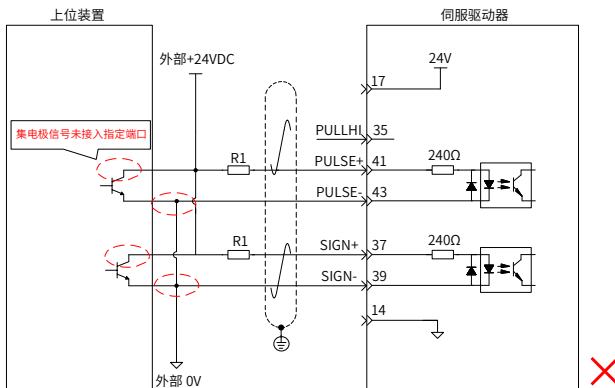 上位装置
伺服驱动器
外部+24VDC
24V
17
集电极信号未接入指定端口
PULLHI
35
R1
PULSE+
41
240Ω
PULSE-
43
R1
SIGN+
37
240Ω
SIGN-
39
14
外部 0V